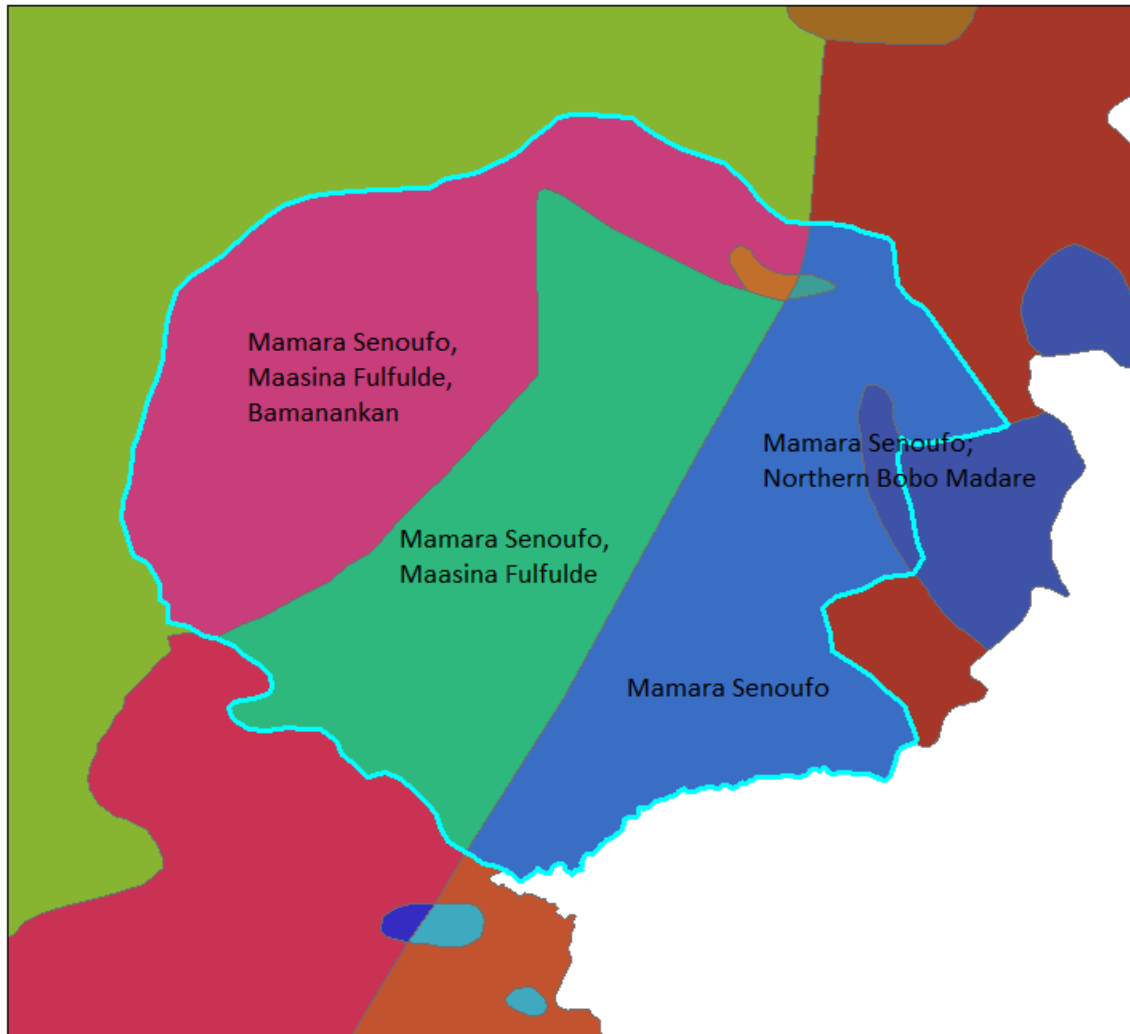 Mamara Senoufo,
Maasina Fulfulde,
Bamanankan
Mamara Senoufo;
Northern Bobo Madare
Mamara Senoufo,
Maasina Fulfulde
Mamara Senoufo